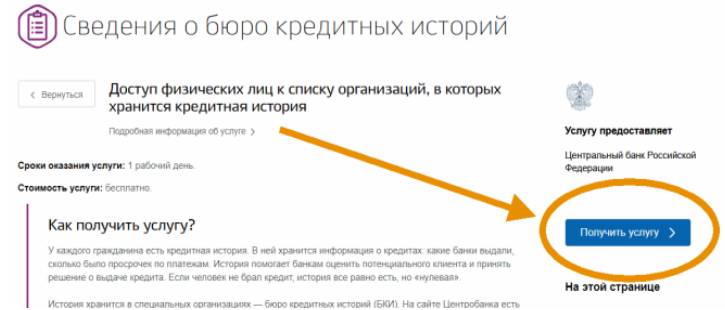 Сведения о бюро кредитных историй
Вернуться
Доступ физических лиц к списку организаций, в которых
хранится кредитная история
Подробная информация об услуге
Сроки оказания услуги: 1 рабочий день.
Стоимость услуги: бесплатно.
Как получить услугу?
У каждого гражданина есть кредитная история. В ней хранится информация о кредитах: какие банки выдали,
сколько было просрочек по платежам. История помогает банкам оценить потенциального клиента и принять
решение о выдаче кредита. Если человек не брал кредит, история все равно есть, но «нулевая».
История хранится в специальных организациях — бюро кредитных историй (БКИ). На сайте Центробанка есть
Услугу предоставляет
Центральный банк Российской
Федерации
Получить услугу
На этой странице